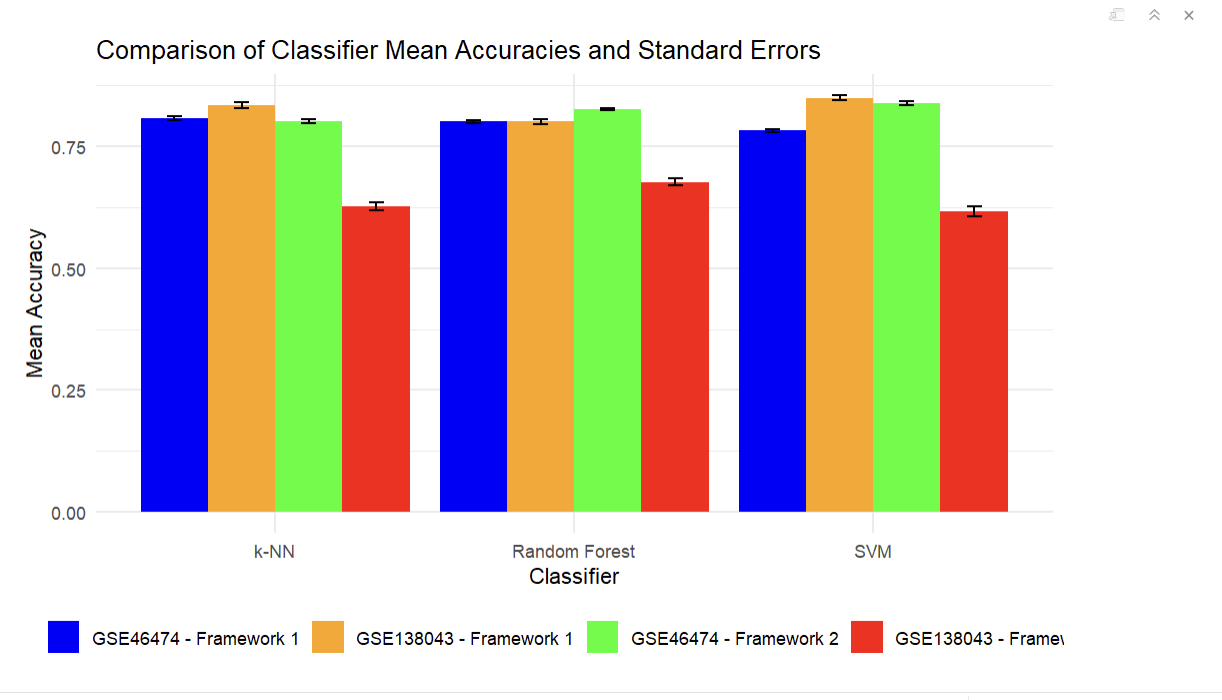 Comparison of Classifier Mean Accuracies and Standard Errors
Mean Accuracy
0.75
0.50
0.25
0.00
k-NN Random Forest SVM
Classifier
GSE46474 - Framework 1 GSE138043 - Framework 1 GSE46474 - Framework 2 GSE138043 -